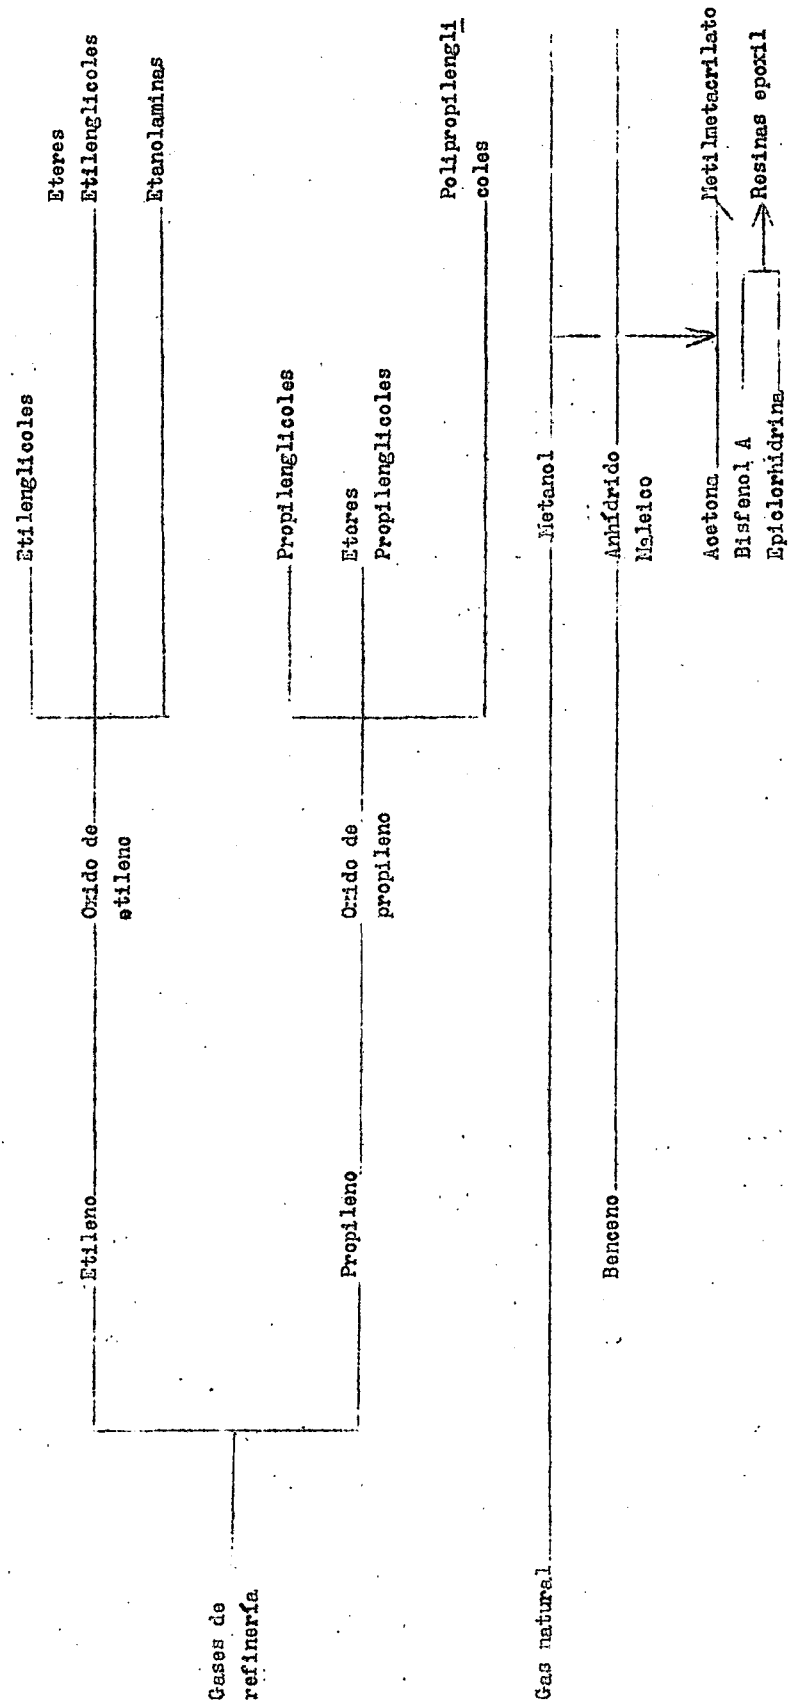 Gases de
refinería
Etileno
Oxido de
etileno
Etilenglicoles
Eteres
Etilenglicoles
Etanolaminas
Propileno
Oxido de
propileno
Propilenglicoles
Eteres
Propilenglicoles
Polipropilengli
coles
Gas natural
Metanol
Benceno
Anhídrido
Maleico
Acetona
Metilmetacrilato
Bisfenol A
Epiclorhidrina
Resinas epoxil